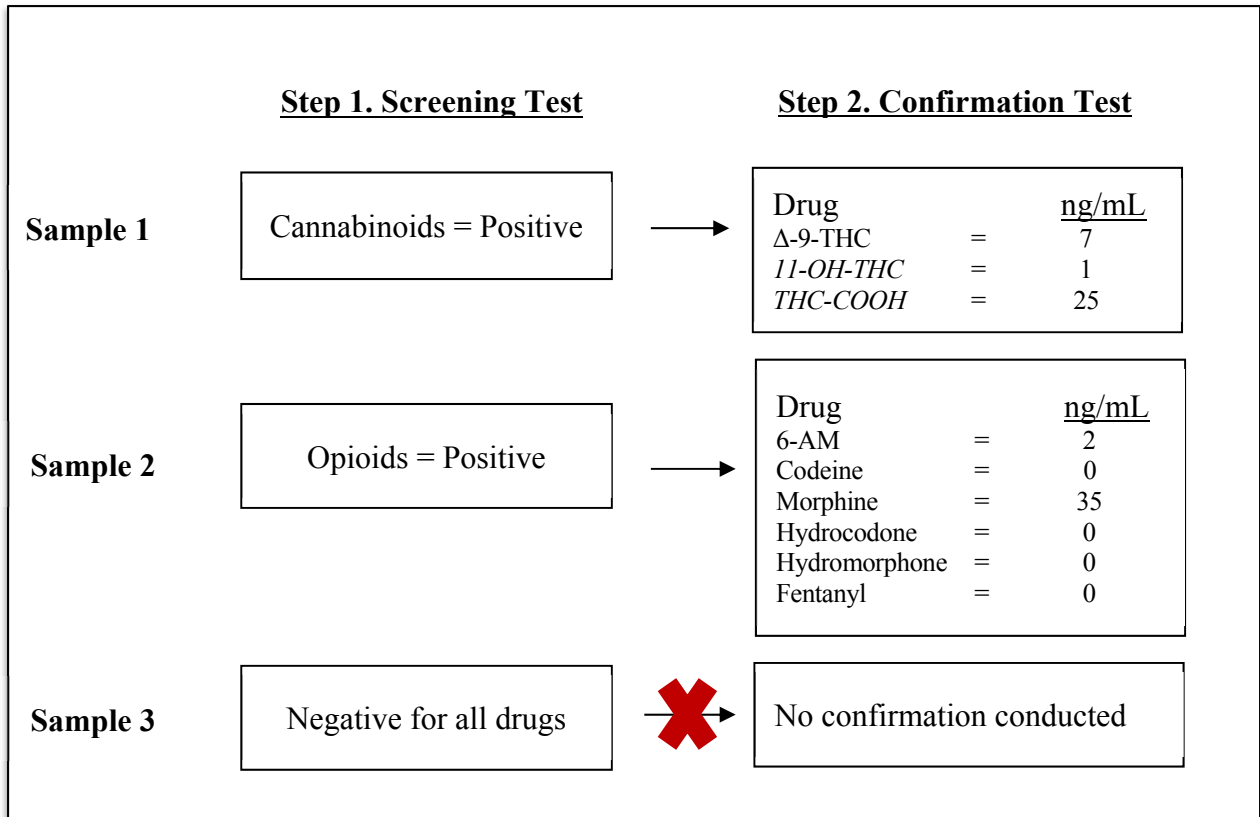 Step 1. Screening Test
Step 2. Confirmation Test
Sample 1
Cannabinoids = Positive
Drug ng/mL
Δ-9-THC = 7
11-OH-THC = 1
THC-COOH = 25
Sample 2
Opioids = Positive
Drug ng/mL
6-AM = 2
Codeine = 0
Morphine = 35
Hydrocodone = 0
Hydromorphone = 0
Fentanyl = 0
Sample 3
Negative for all drugs
No confirmation conducted